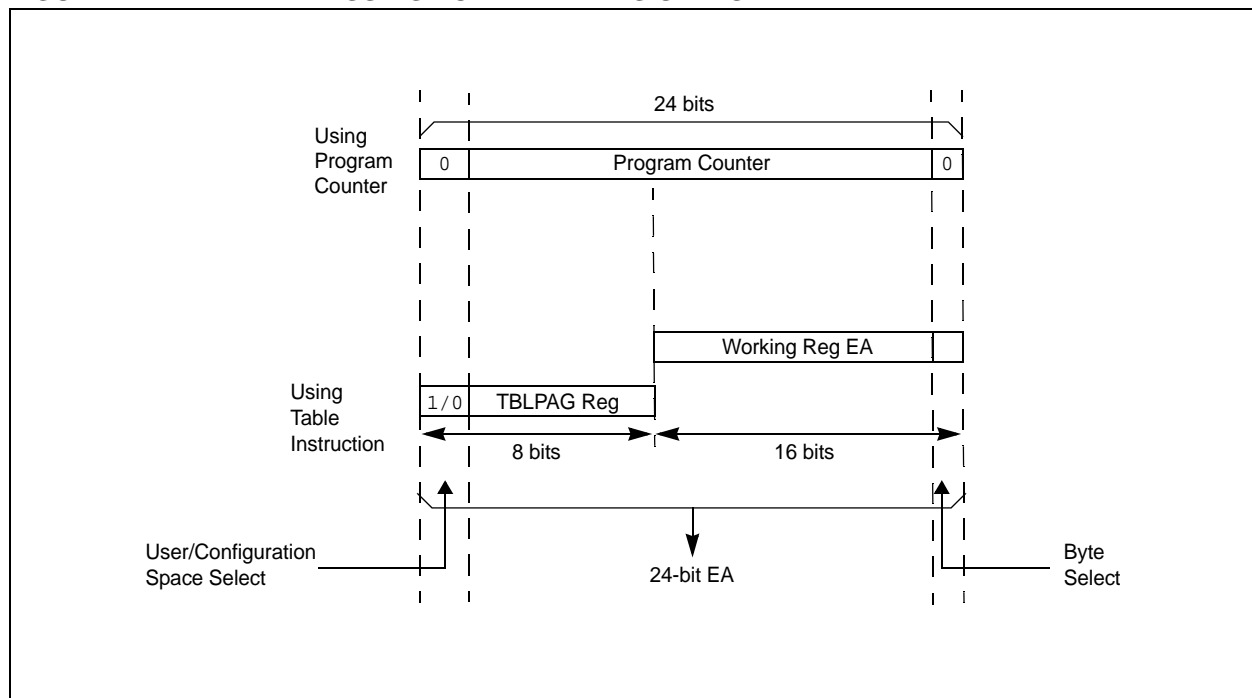 24 bits
Using
Program
Counter
0
Program Counter
0
Working Reg EA
Using
Table
Instruction
1/0
TBLPAG Reg
8 bits
16 bits
User/Configuration
Space Select
24-bit EA
Byte
Select